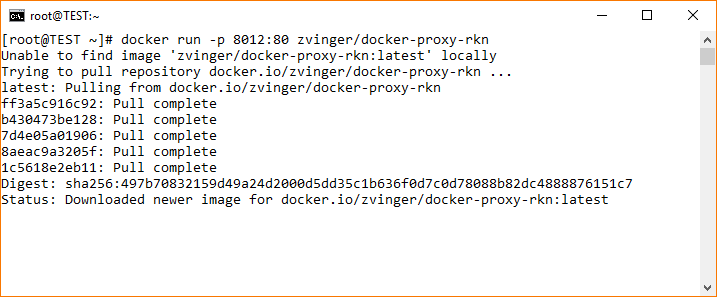 root@TEST:~
[root@TEST ~]# docker run -p 8012:80 zvinger/docker-proxy-rkn
Unable to find image 'zvinger/docker-proxy-rkn:latest' locally
Trying to pull repository docker.io/zvinger/docker-proxy-rkn ...
latest: Pulling from docker.io/zvinger/docker-proxy-rkn
ff3a5c916c92: Pull complete
b430473be128: Pull complete
7d4e05a01906: Pull complete
8aeac9a3205f: Pull complete
1c5618e2eb11: Pull complete
Digest: sha256:497b70832159d49a24d2000d5dd35c1b636f0d7c0d78088b82dc4888876151c7
Status: Downloaded newer image for docker.io/zvinger/docker-proxy-rkn:latest